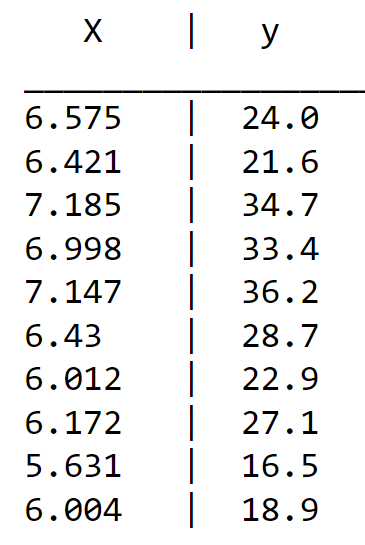 X | y
__________________
6.575 | 24.0
6.421 | 21.6
7.185 | 34.7
6.998 | 33.4
7.147 | 36.2
6.43 | 28.7
6.012 | 22.9
6.172 | 27.1
5.631 | 16.5
6.004 | 18.9